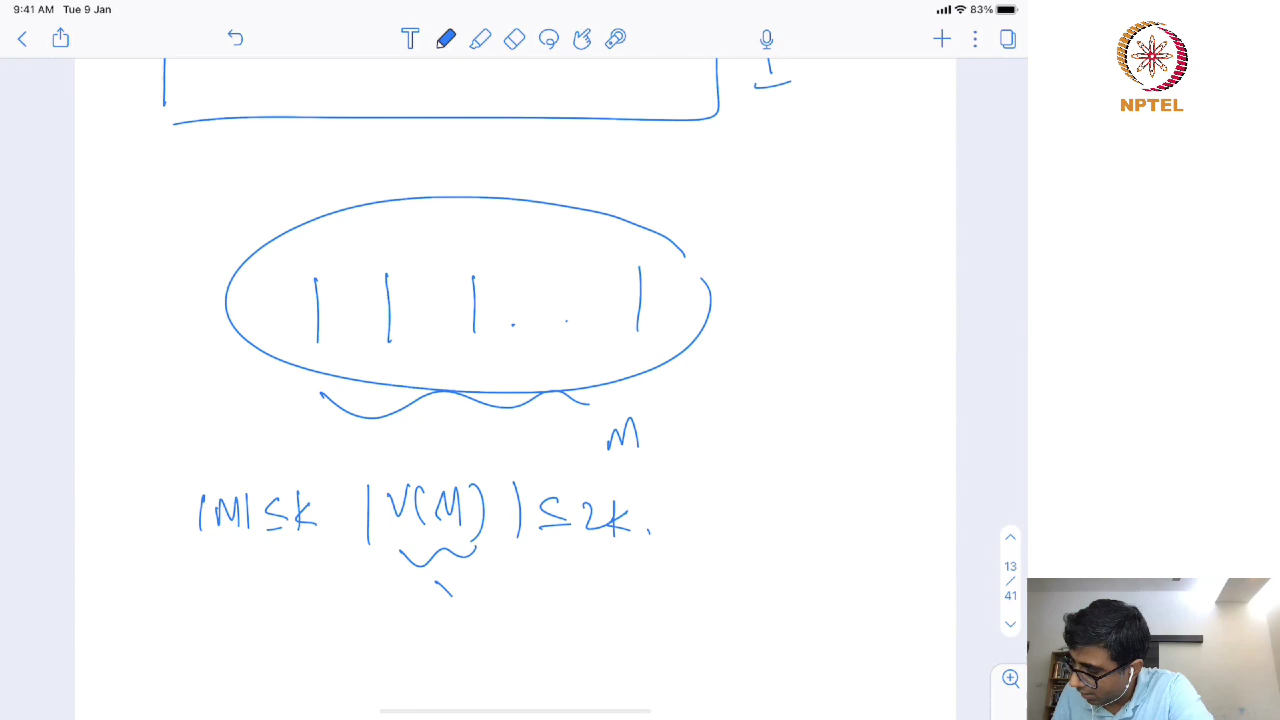 9:41 AM Tue 9 Jan 83%
T
NPTEL
M
|M| ≤ k |V(M)| ≤ 2k.
13
/
41